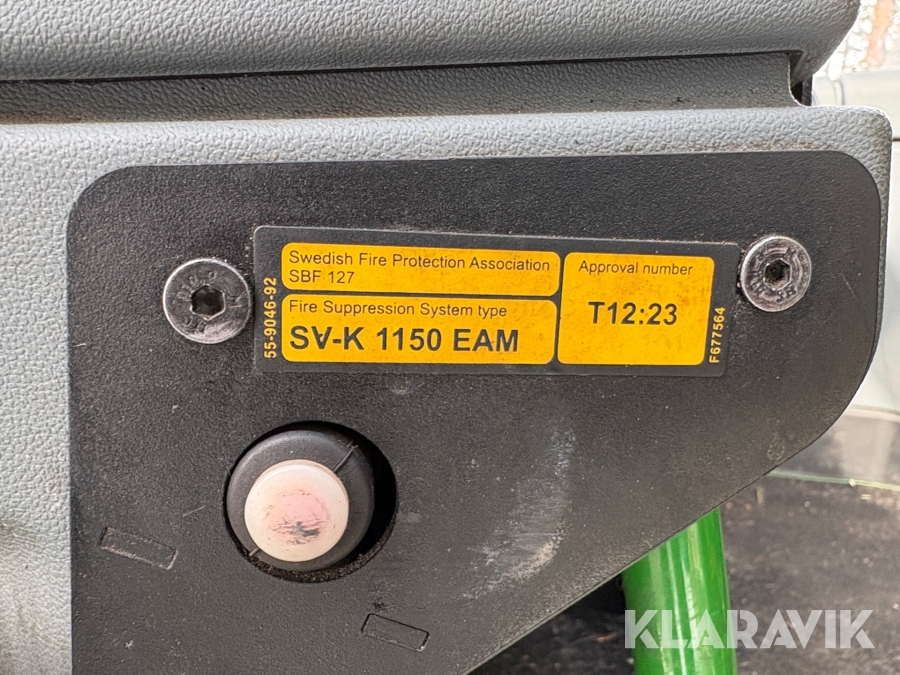 Swedish Fire Protection Association
SBF 127
Fire Suppression System type
SV-K 1150 EAM
Approval number
T12:23
55-9046-92
F677564
KLARAVIK